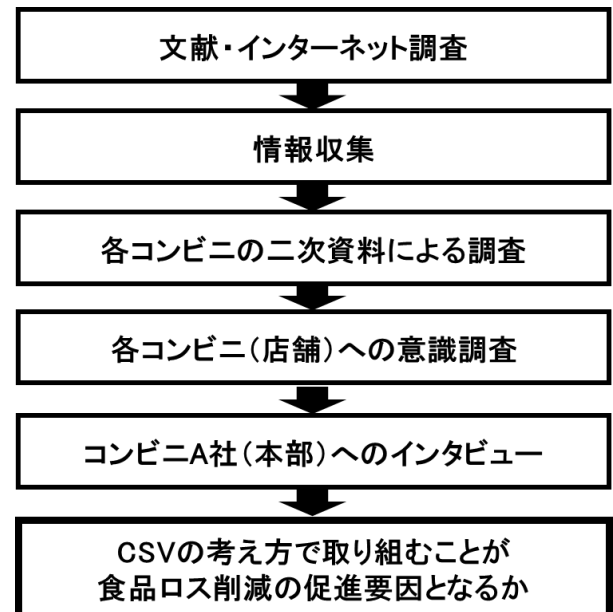 文献・インターネット調査
情報収集
各コンビニの二次資料による調査
各コンビニ（店舗）への意識調査
コンビニA社（本部）へのインタビュー
CSVの考え方で取り組むことが
食品ロス削減の促進要因となるか